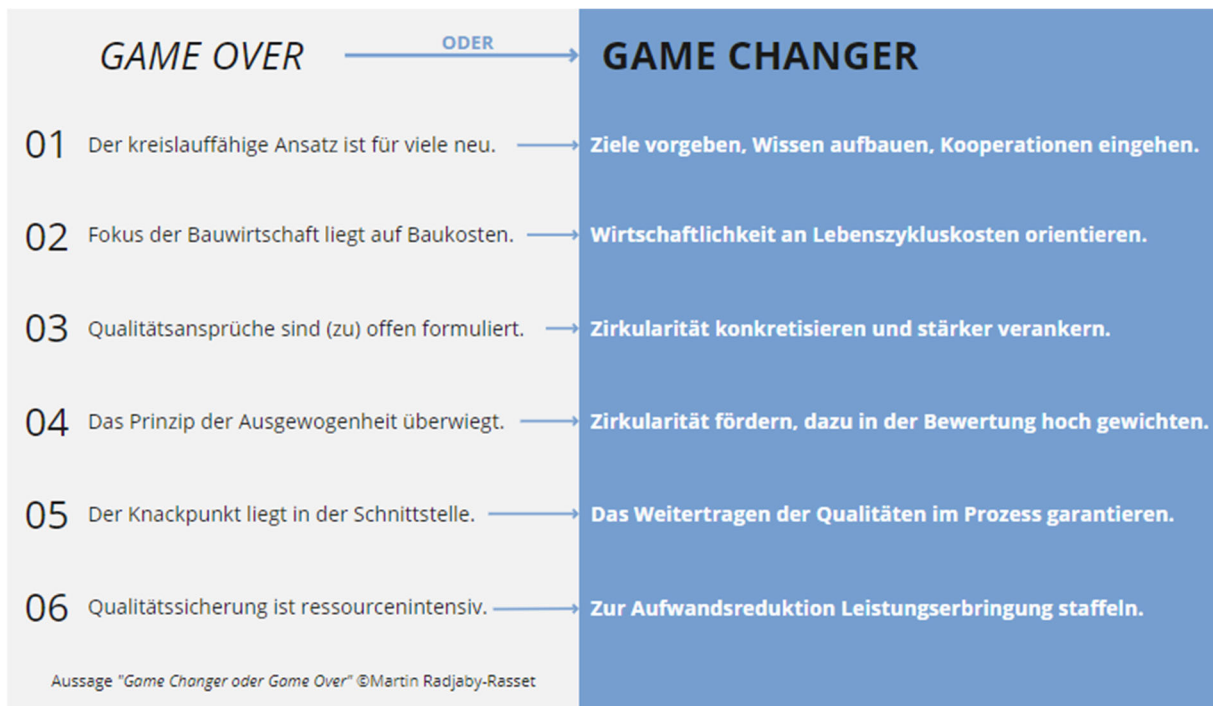 GAME OVER ODER GAME CHANGER
01 Der kreislauffähige Ansatz ist für viele neu. Ziele vorgeben, Wissen aufbauen, Kooperationen eingehen.
02 Fokus der Bauwirtschaft liegt auf Baukosten. Wirtschaftlichkeit an Lebenszykluskosten orientieren.
03 Qualitätsansprüche sind (zu) offen formuliert. Zirkularität konkretisieren und stärker verankern.
04 Das Prinzip der Ausgewogenheit überwiegt. Zirkularität fördern, dazu in der Bewertung hoch gewichten.
05 Der Knackpunkt liegt in der Schnittstelle. Das Weitertragen der Qualitäten im Prozess garantieren.
06 Qualitätssicherung ist ressourcenintensiv. Zur Aufwandsreduktion Leistungserbringung staffeln.
Aussage "Game Changer oder Game Over" ©Martin Radjaby-Rasset